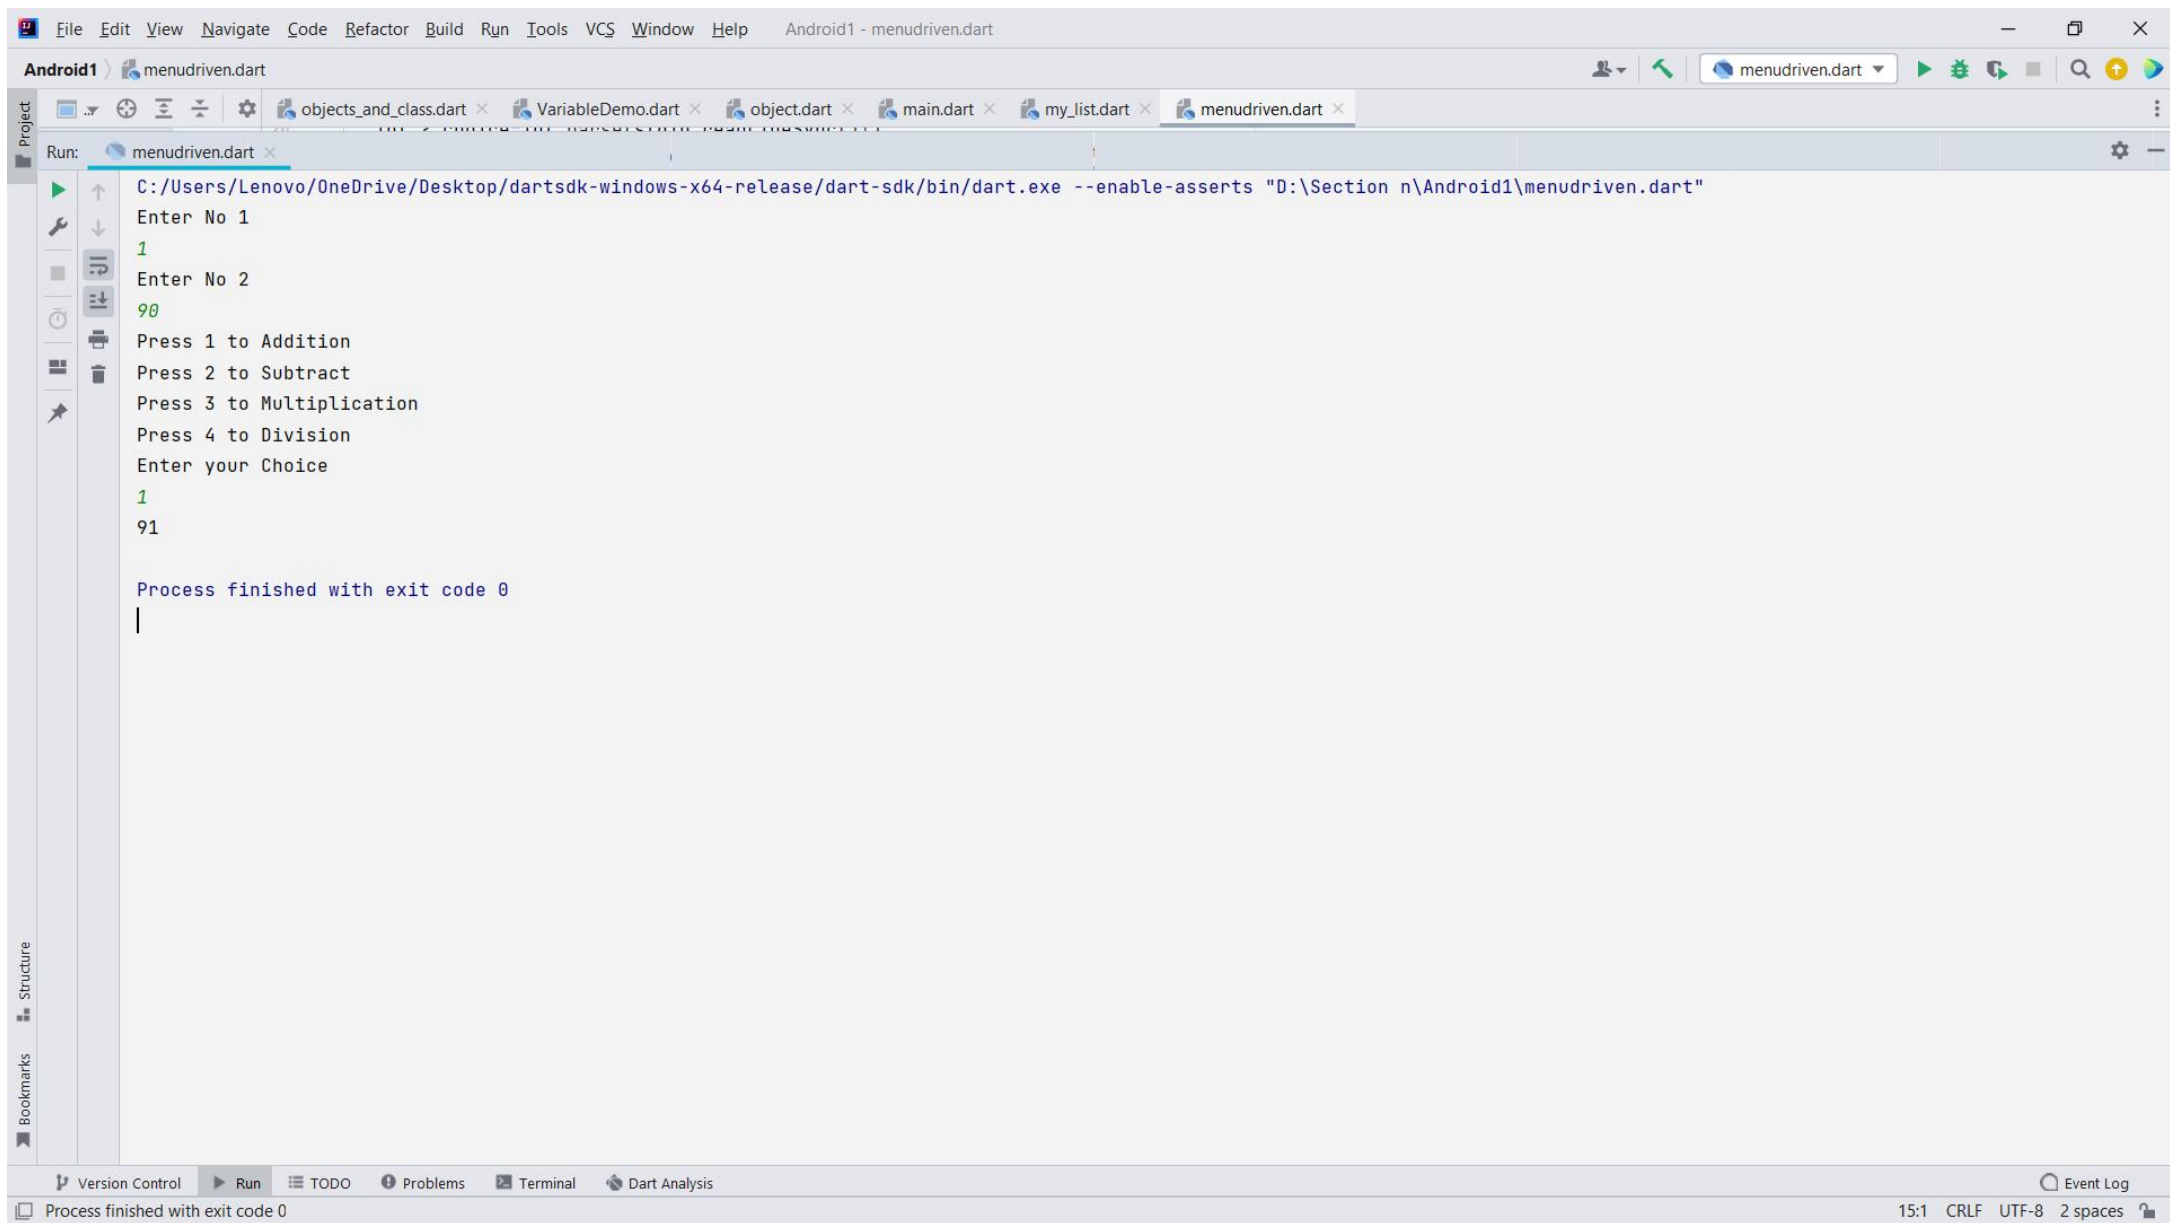 File Edit View Navigate Code Refactor Build Run Tools VCS Window Help Android1 - menudriven.dart
Android1 menudriven.dart
menudriven.dart
Project
objects_and_class.dart VariableDemo.dart object.dart main.dart my_list.dart menudriven.dart
Run: menudriven.dart
C:/Users/Lenovo/OneDrive/Desktop/dartsdk-windows-x64-release/dart-sdk/bin/dart.exe --enable-asserts "D:\Section n\Android1\menudriven.dart"
Enter No 1
1
Enter No 2
90
Press 1 to Addition
Press 2 to Subtract
Press 3 to Multiplication
Press 4 to Division
Enter your Choice
1
91
Process finished with exit code 0
Structure
Bookmarks
Version Control Run TODO Problems Terminal Dart Analysis Event Log
Process finished with exit code 0 15:1 CRLF UTF-8 2 spaces